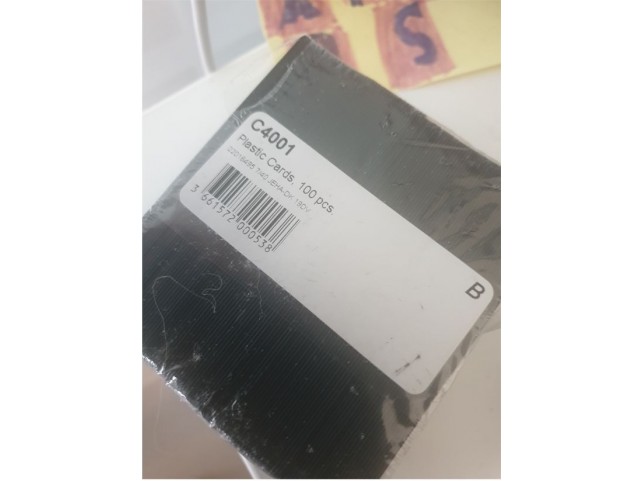 C4001
Plastic Cards, 100 pcs
3 661572 000538
B
S